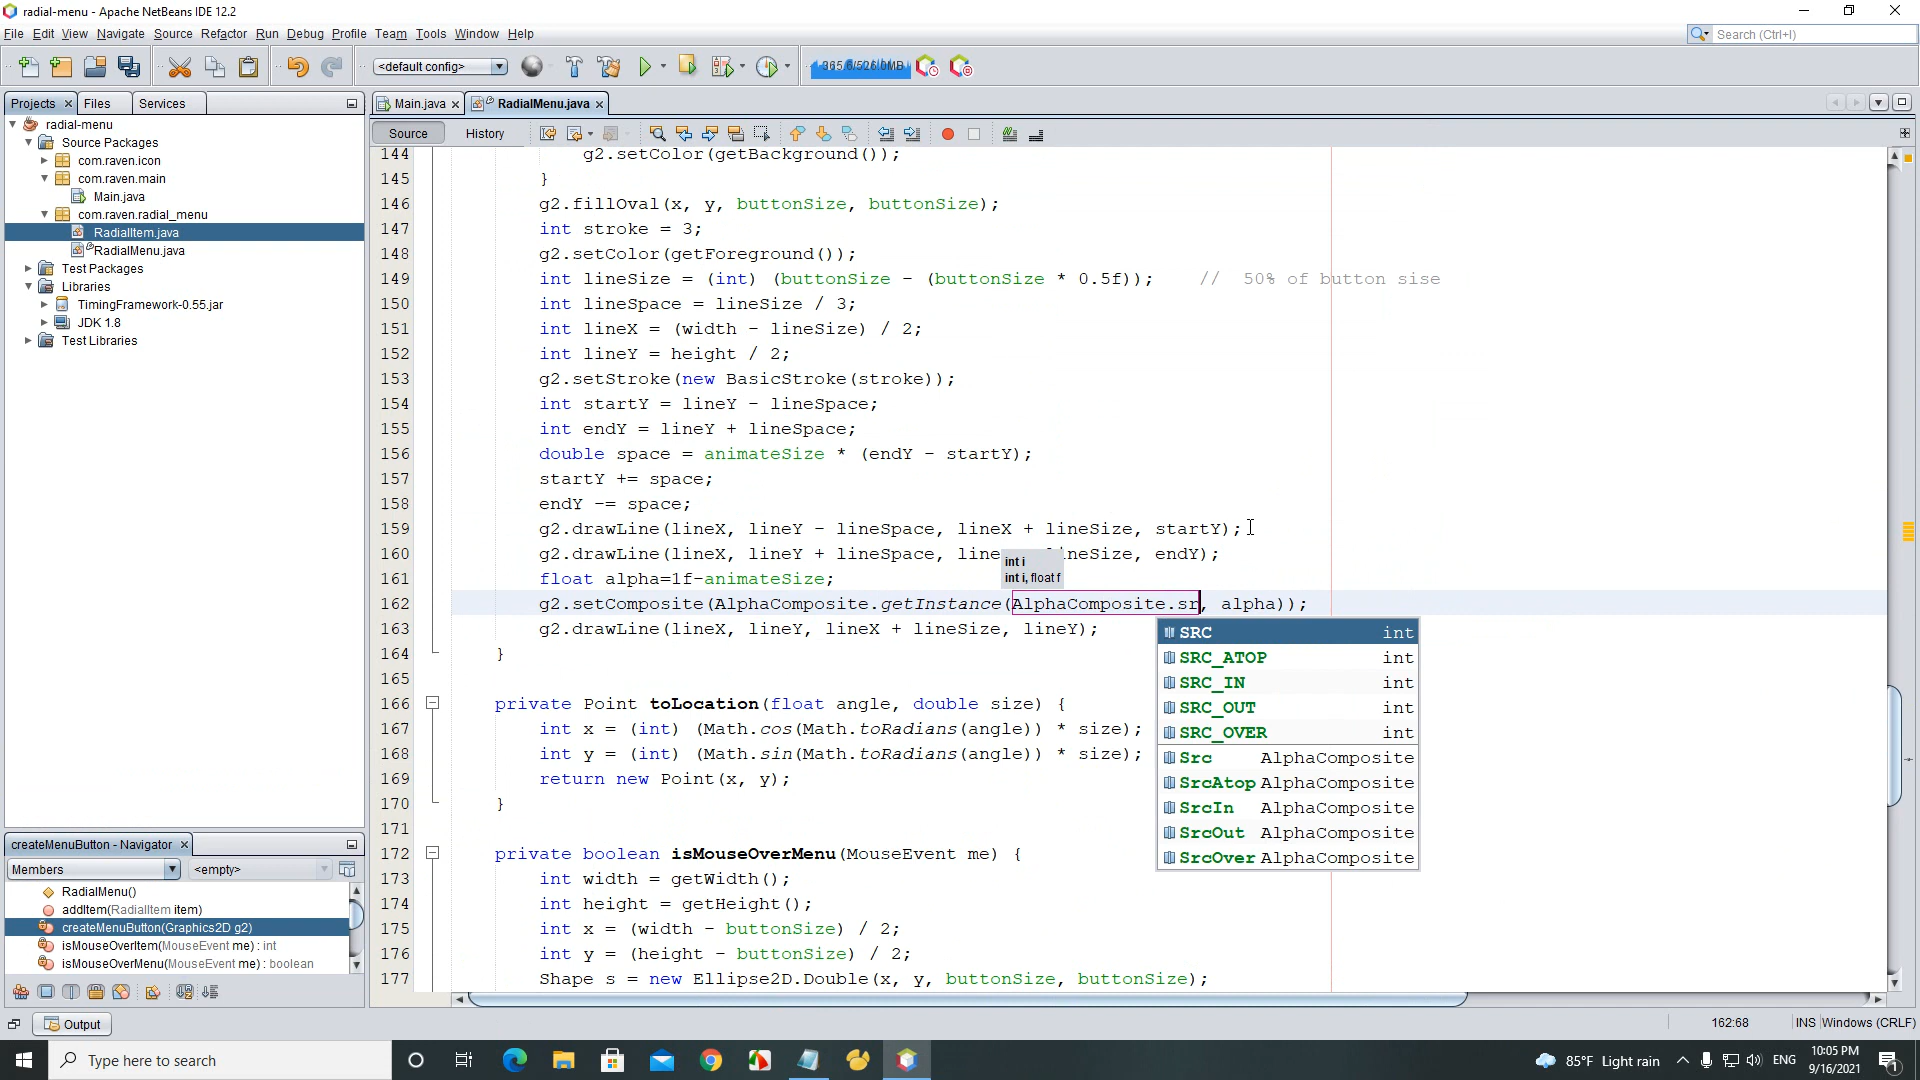 radial-menu - Apache NetBeans IDE 12.2
File Edit View Navigate Source Refactor Run Debug Profile Team Tools Window Help
Search (Ctrl+I)
<default config>
365.6/526.0MB
Projects Files Services
Main.java RadialMenu.java
Source History
radial-menu
Source Packages
com.raven.icon
com.raven.main
Main.java
com.raven.radial_menu
RadialItem.java
RadialMenu.java
Test Packages
Libraries
TimingFramework-0.55.jar
JDK 1.8
Test Libraries
144 g2.setColor(getBackground());
145 }
146 g2.fillOval(x, y, buttonSize, buttonSize);
147 int stroke = 3;
148 g2.setColor(getForeground());
149 int lineSize = (int) (buttonSize - (buttonSize * 0.5f)); // 50% of button sise
150 int lineSpace = lineSize / 3;
151 int lineX = (width - lineSize) / 2;
152 int lineY = height / 2;
153 g2.setStroke(new BasicStroke(stroke));
154 int startY = lineY - lineSpace;
155 int endY = lineY + lineSpace;
156 double space = animateSize * (endY - startY);
157 startY += space;
158 endY -= space;
159 g2.drawLine(lineX, lineY - lineSpace, lineX + lineSize, startY);
160 g2.drawLine(lineX, lineY + lineSpace, line lineSize, endY);
int i
int i, float f
161 float alpha=1f-animateSize;
162 g2.setComposite(AlphaComposite.getInstance(AlphaComposite.sr, alpha));
163 g2.drawLine(lineX, lineY, lineX + lineSize, lineY);
164 }
165
166 private Point toLocation(float angle, double size) {
167 int x = (int) (Math.cos(Math.toRadians(angle)) * size);
168 int y = (int) (Math.sin(Math.toRadians(angle)) * size);
169 return new Point(x, y);
170 }
171
172 private boolean isMouseOverMenu(MouseEvent me) {
173 int width = getWidth();
174 int height = getHeight();
175 int x = (width - buttonSize) / 2;
176 int y = (height - buttonSize) / 2;
177 Shape s = new Ellipse2D.Double(x, y, buttonSize, buttonSize);
SRC int
SRC_ATOP int
SRC_IN int
SRC_OUT int
SRC_OVER int
Src AlphaComposite
SrcAtop AlphaComposite
SrcIn AlphaComposite
SrcOut AlphaComposite
SrcOver AlphaComposite
createMenuButton - Navigator
Members <empty>
RadialMenu()
addItem(RadialItem item)
createMenuButton(Graphics2D g2)
isMouseOverItem(MouseEvent me) : int
isMouseOverMenu(MouseEvent me) : boolean
Output
162:68 INS Windows (CRLF)
Type here to search
85°F Light rain
ENG
10:05 PM
9/16/2021
1